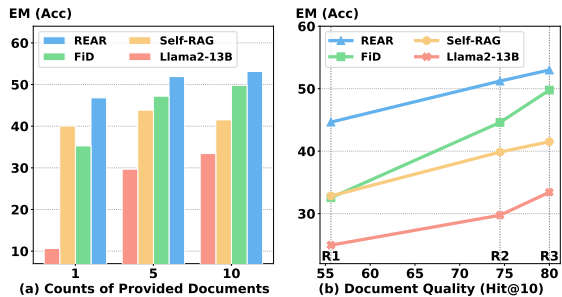 EM (Acc)
REAR
FiD
Self-RAG
Llama2-13B
60
50
40
30
20
10
1
5
10
(a) Counts of Provided Documents
EM (Acc)
REAR
FiD
Self-RAG
Llama2-13B
60
50
40
30
R1
R2
R3
55
60
65
70
75
80
(b) Document Quality (Hit@10)